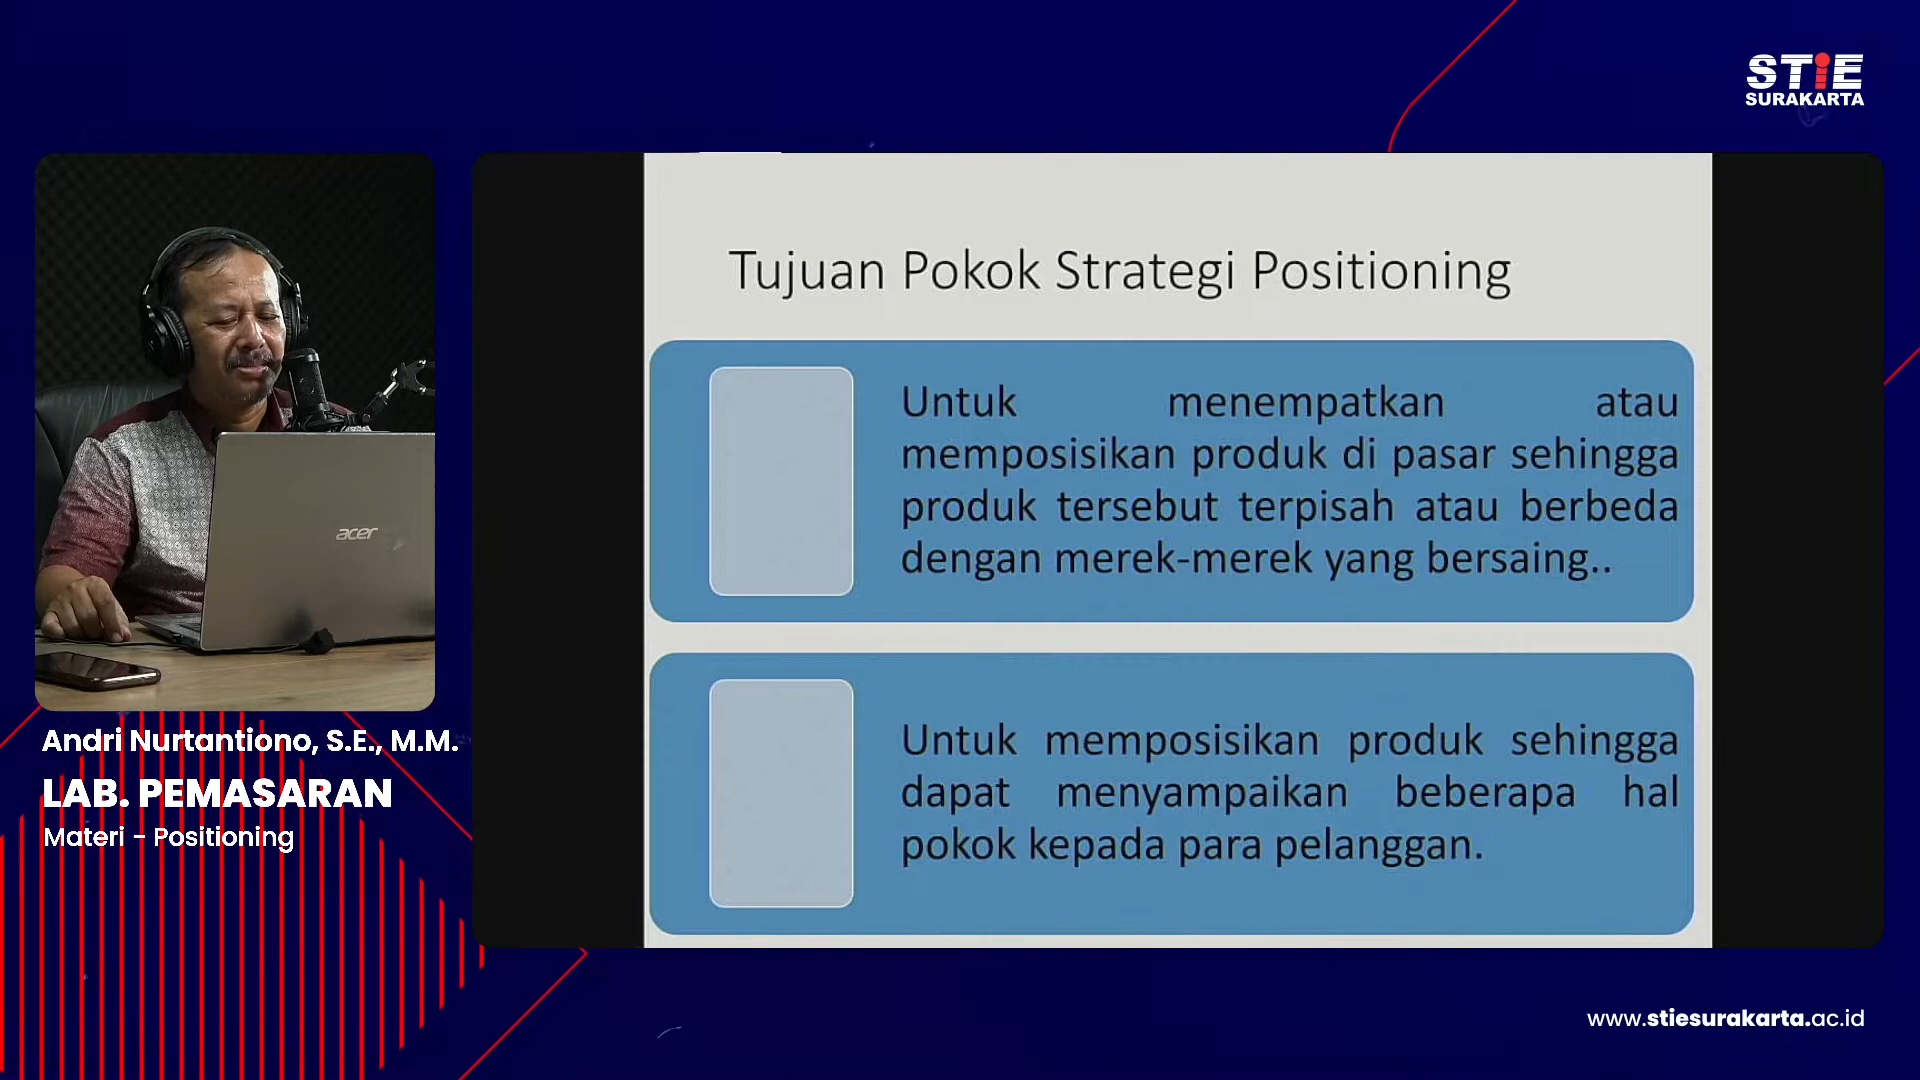 STiE
SURAKARTA
Tujuan Pokok Strategi Positioning
Untuk menempatkan atau
memposisikan produk di pasar sehingga
produk tersebut terpisah atau berbeda
dengan merek-merek yang bersaing..
Untuk memposisikan produk sehingga
dapat menyampaikan beberapa hal
pokok kepada para pelanggan.
acer
Andri Nurtantiono, S.E., M.M.
LAB. PEMASARAN
Materi - Positioning
www.stiesurakarta.ac.id